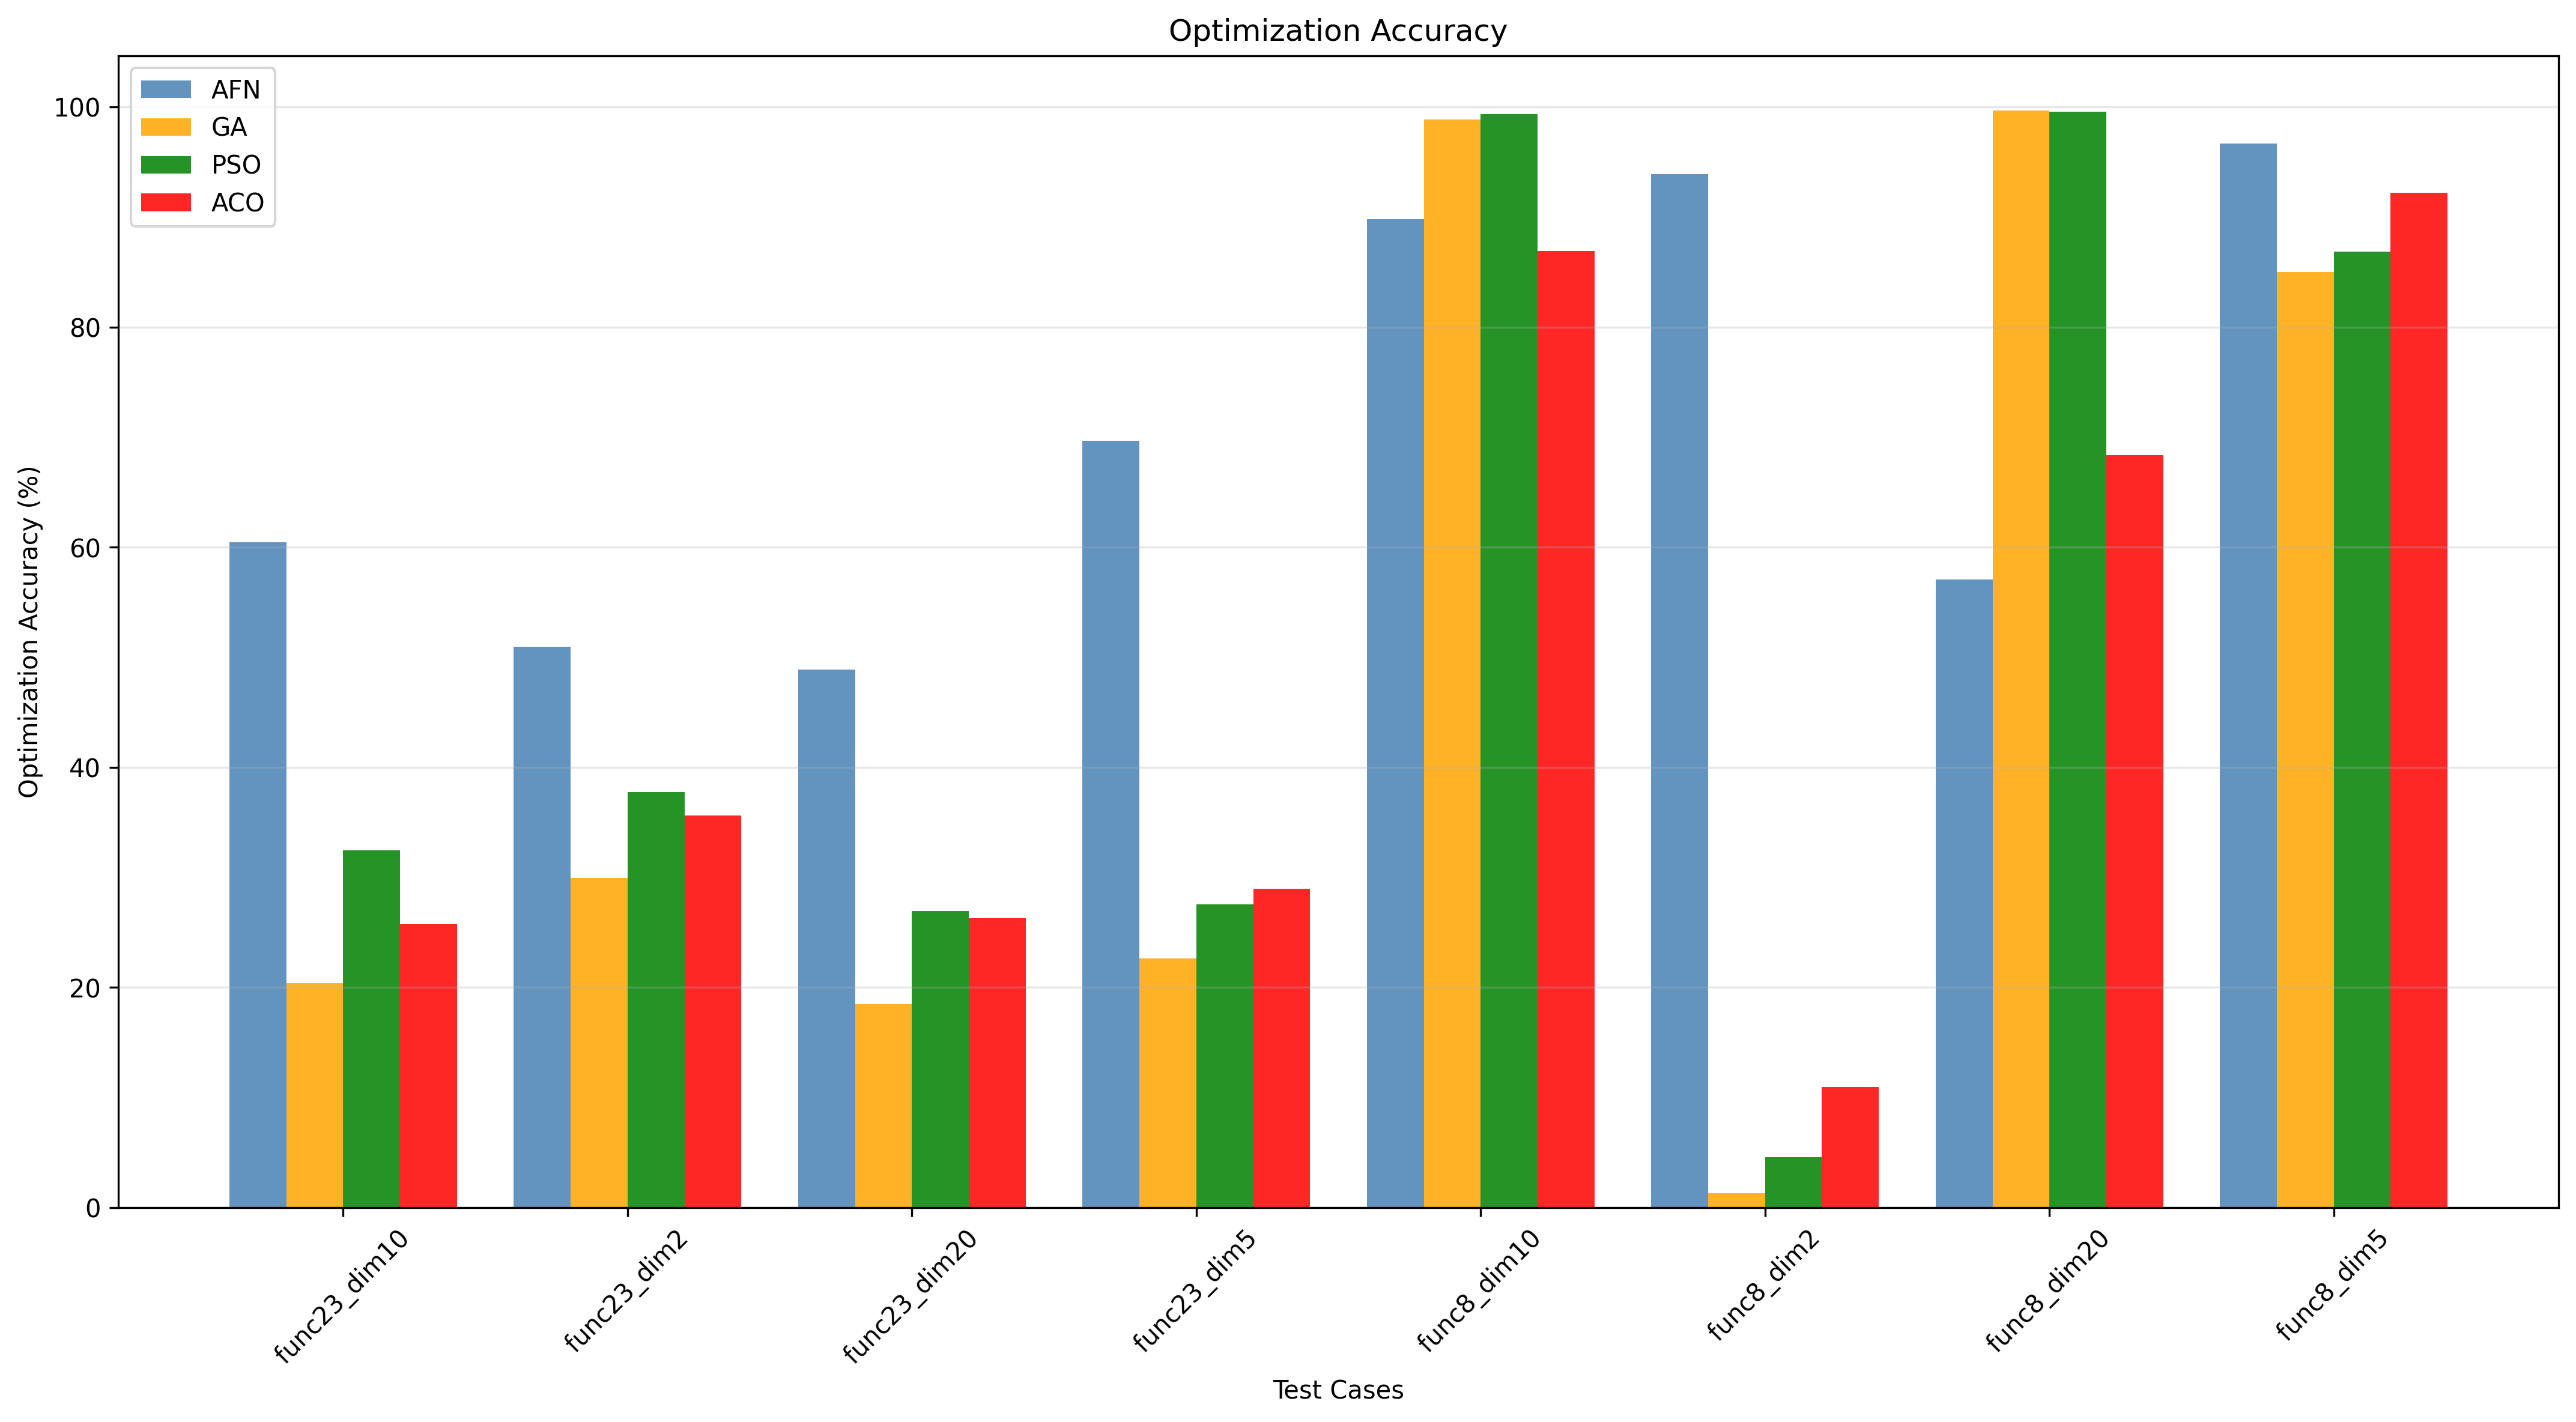 Optimization Accuracy
AFN
GA
PSO
ACO
Optimization Accuracy (%)
100
80
60
40
20
0
func23_dim10
func23_dim2
func23_dim20
func23_dim5
func8_dim10
func8_dim2
func8_dim20
func8_dim5
Test Cases